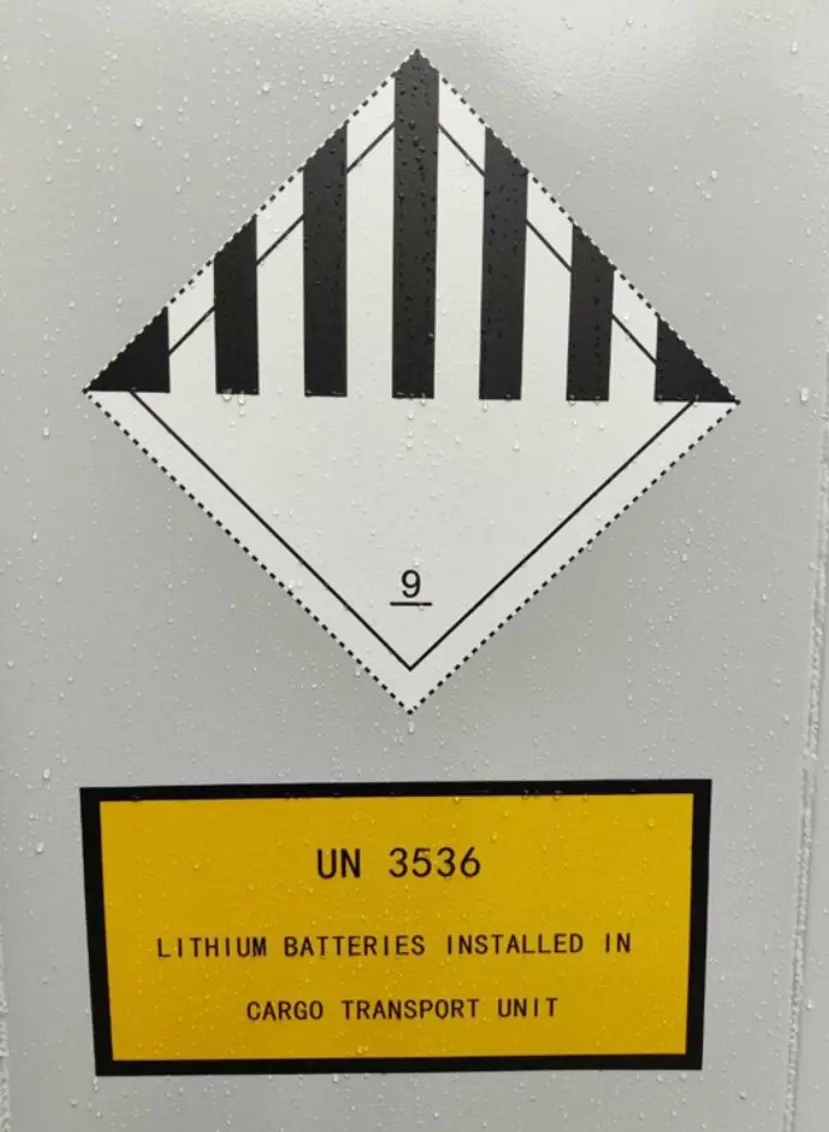 9
UN 3536
LITHIUM BATTERIES INSTALLED IN
CARGO TRANSPORT UNIT